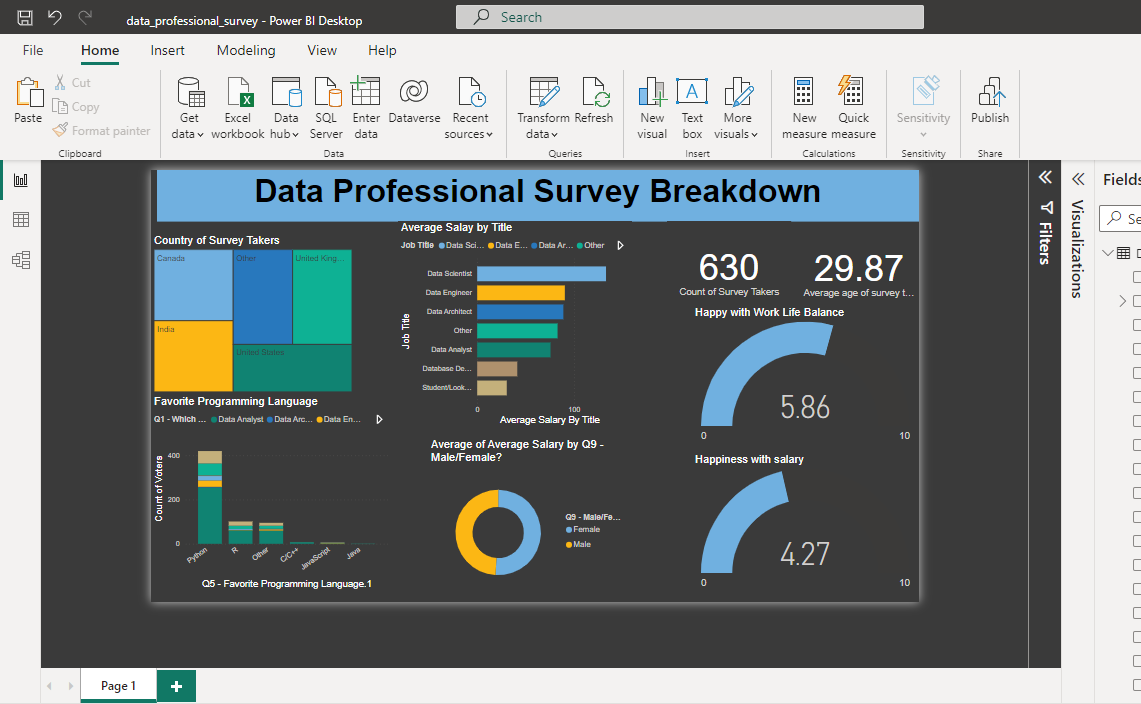 data_professional_survey - Power BI Desktop
Search
File
Home
Insert
Modeling
View
Help
Paste
Cut
Copy
Format painter
Clipboard
Get data
Excel workbook
Data hub
SQL Server
Enter data
Dataverse
Recent sources
Data
Transform data
Refresh
Queries
New visual
Text box
More visuals
Insert
New measure
Quick measure
Calculations
Sensitivity
Sensitivity
Publish
Share
Data Professional Survey Breakdown
Country of Survey Takers
Canada
Other
United King...
India
United States
Average Salay by Title
Job Title
Data Sci...
Data E...
Data Ar...
Other
Job Title
Data Scientist
Data Engineer
Data Architect
Other
Data Analyst
Database De...
Student/Look...
0
100
Average Salary By Title
630
Count of Survey Takers
29.87
Average age of survey t...
Happy with Work Life Balance
5.86
0
10
Favorite Programming Language
Q1 - Which ...
Data Analyst
Data Arc...
Data En...
Count of Voters
400
200
0
Python
R
Other
C/C++
JavaScript
Java
Q5 - Favorite Programming Language.1
Average of Average Salary by Q9 -
Male/Female?
Q9 - Male/Fe...
Female
Male
Happiness with salary
4.27
0
10
Filters
Visualizations
Fields
Se
Page 1